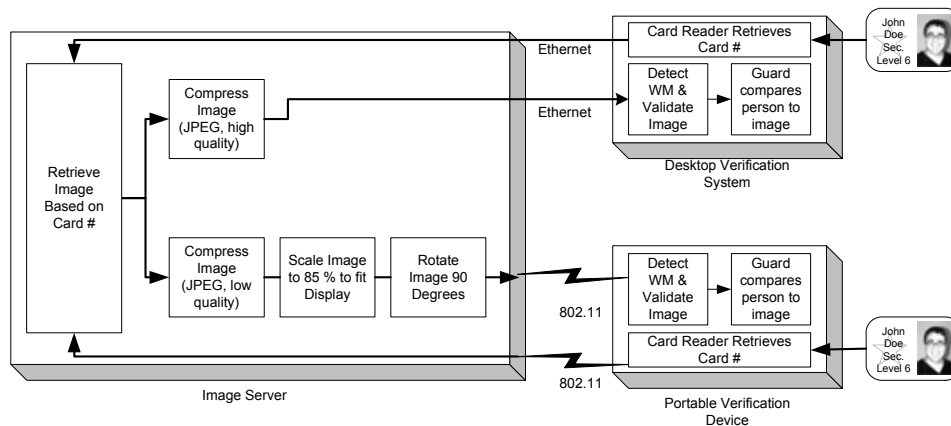 Retrieve
Image
Based on
Card #
Compress
Image
(JPEG, high
quality)
Compress
Image
(JPEG, low
quality)
Scale Image
to 85 % to fit
Display
Rotate
Image 90
Degrees
Image Server
Ethernet
Ethernet
Card Reader Retrieves
Card #
Detect
WM &
Validate
Image
Guard
compares
person to
image
Desktop Verification
System
John
Doe
Sec.
Level 6
802.11
802.11
Detect
WM &
Validate
Image
Guard
compares
person to
image
Card Reader Retrieves
Card #
Portable Verification
Device
John
Doe
Sec.
Level 6